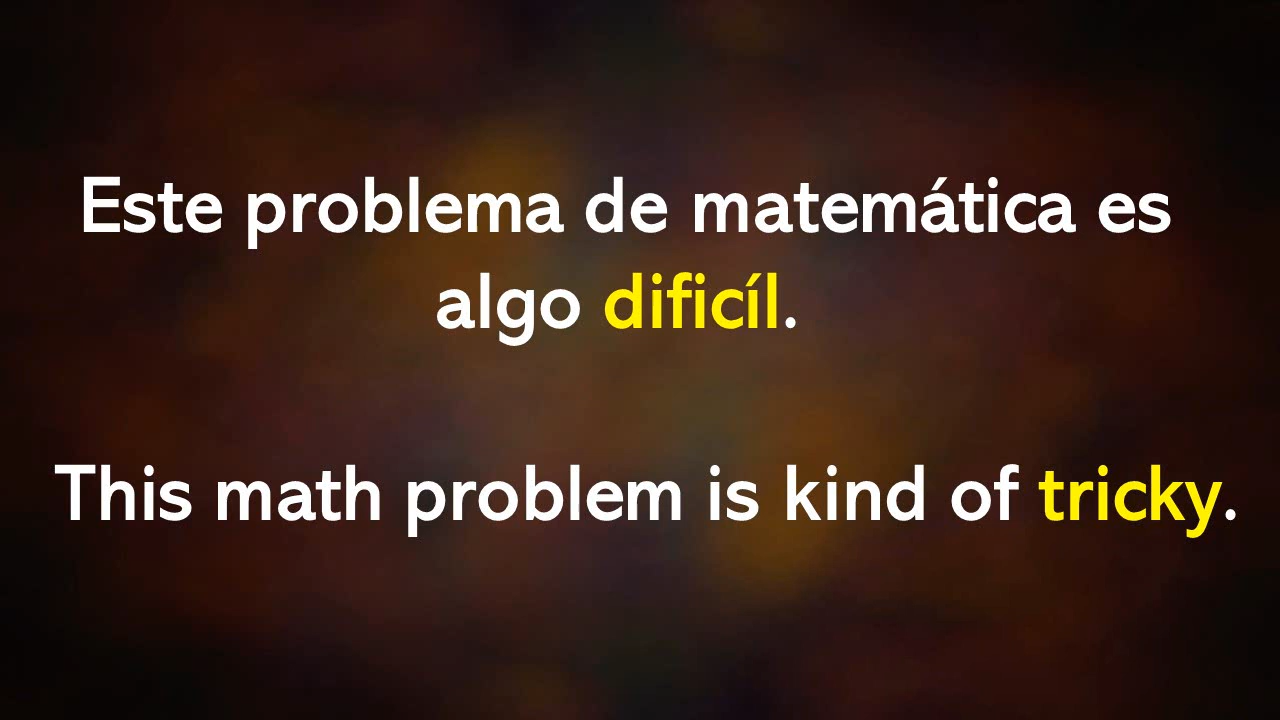 Este problema de matemática es
algo dificíl.
This math problem is kind of tricky.